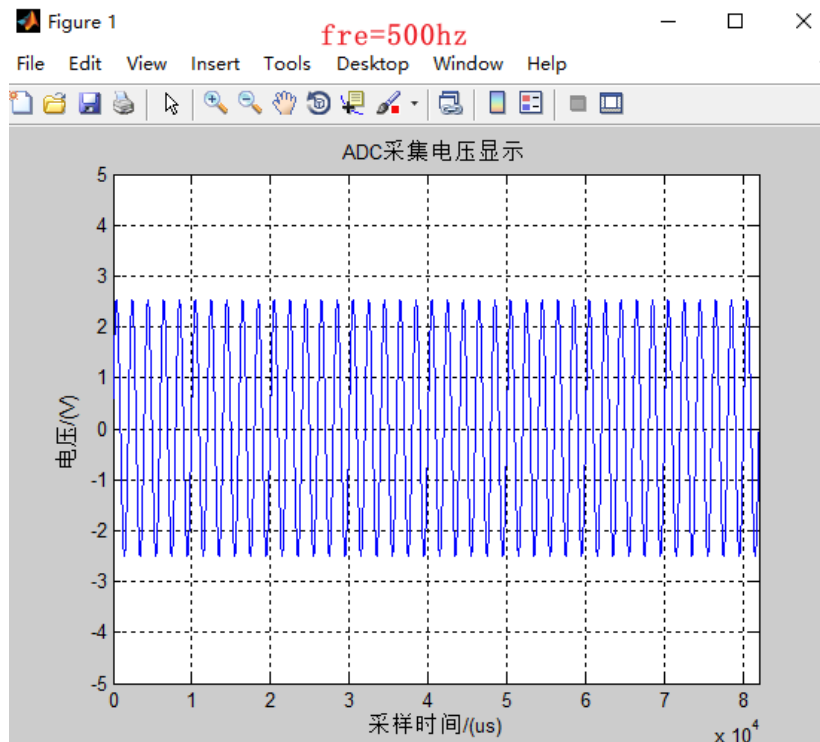 Figure 1
fre=500hz
File Edit View Insert Tools Desktop Window Help
ADC采集电压显示
5
4
3
2
1
0
-1
-2
-3
-4
-5
电压/(V)
0 1 2 3 4 5 6 7 8
采样时间/(us)
x 10^4